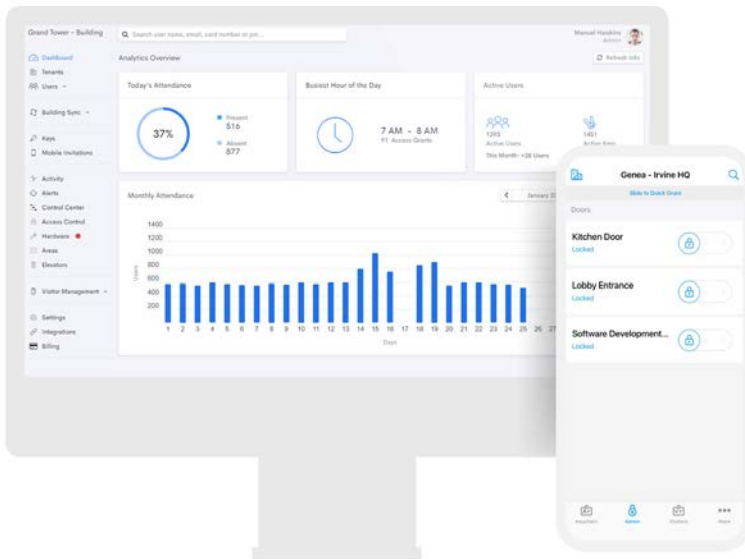 Grand Tower - Building
Search user name, email, card number or pin...
Manuel Hawkins
Admin
Dashboard
Tenants
Users
Building Sync
Keys
Mobile Invitations
Activity
Alerts
Control Center
Access Control
Hardware
Areas
Elevators
Visitor Management
Settings
Integrations
Billing
Analytics Overview
Refresh Info
Today's Attendance
37%
Present
516
Absent
877
Busiest Hour of the Day
7 AM - 8 AM
91 Access Grants
Active Users
1393
Active Users
1451
Active Keys
This Month: +38 Users
Monthly Attendance
January
1400
1200
1000
800
600
400
200
Users
1 2 3 4 5 6 7 8 9 10 11 12 13 14 15 16 17 18 19 20 21 22 23 24 25 26 27
Days
Genea - Irvine HQ
Slide to Quick Grant
Doors
Kitchen Door
Locked
Lobby Entrance
Locked
Software Development...
Locked
Keychain
Admin
Visitors
More